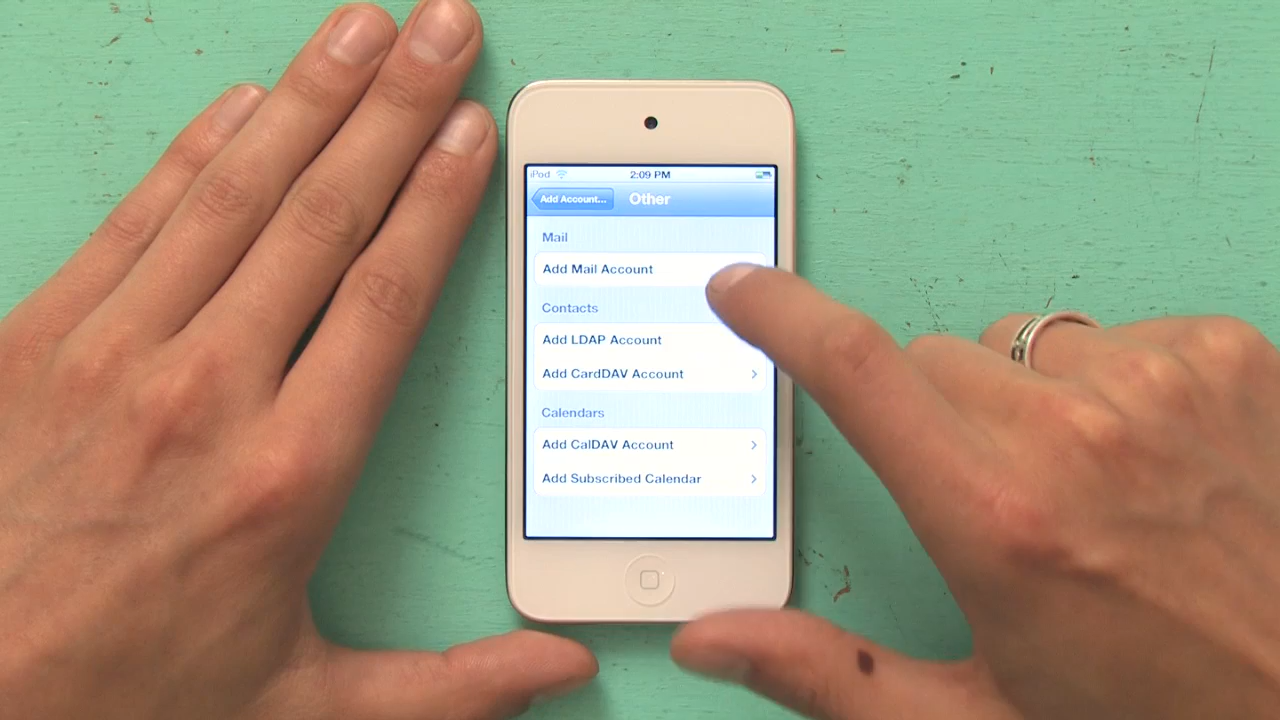 iPod 2:09 PM
Add Account... Other
Mail
Add Mail Account
Contacts
Add LDAP Account
Add CardDAV Account
Calendars
Add CalDAV Account
Add Subscribed Calendar